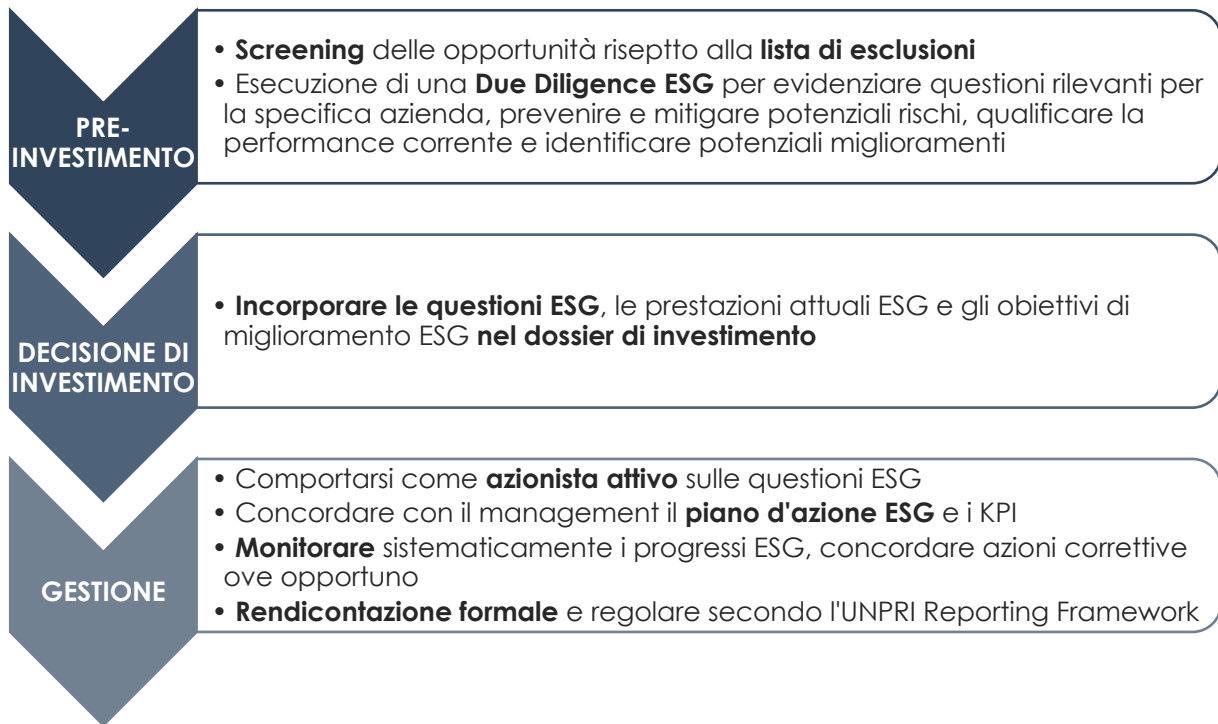 PRE-
INVESTIMENTO
• Screening delle opportunità riseptto alla lista di esclusioni
• Esecuzione di una Due Diligence ESG per evidenziare questioni rilevanti per
la specifica azienda, prevenire e mitigare potenziali rischi, qualificare la
performance corrente e identificare potenziali miglioramenti
DECISIONE DI
INVESTIMENTO
• Incorporare le questioni ESG, le prestazioni attuali ESG e gli obiettivi di
miglioramento ESG nel dossier di investimento
GESTIONE
• Comportarsi come azionista attivo sulle questioni ESG
• Concordare con il management il piano d'azione ESG e i KPI
• Monitorare sistematicamente i progressi ESG, concordare azioni correttive
ove opportuno
• Rendicontazione formale e regolare secondo l'UNPRI Reporting Framework